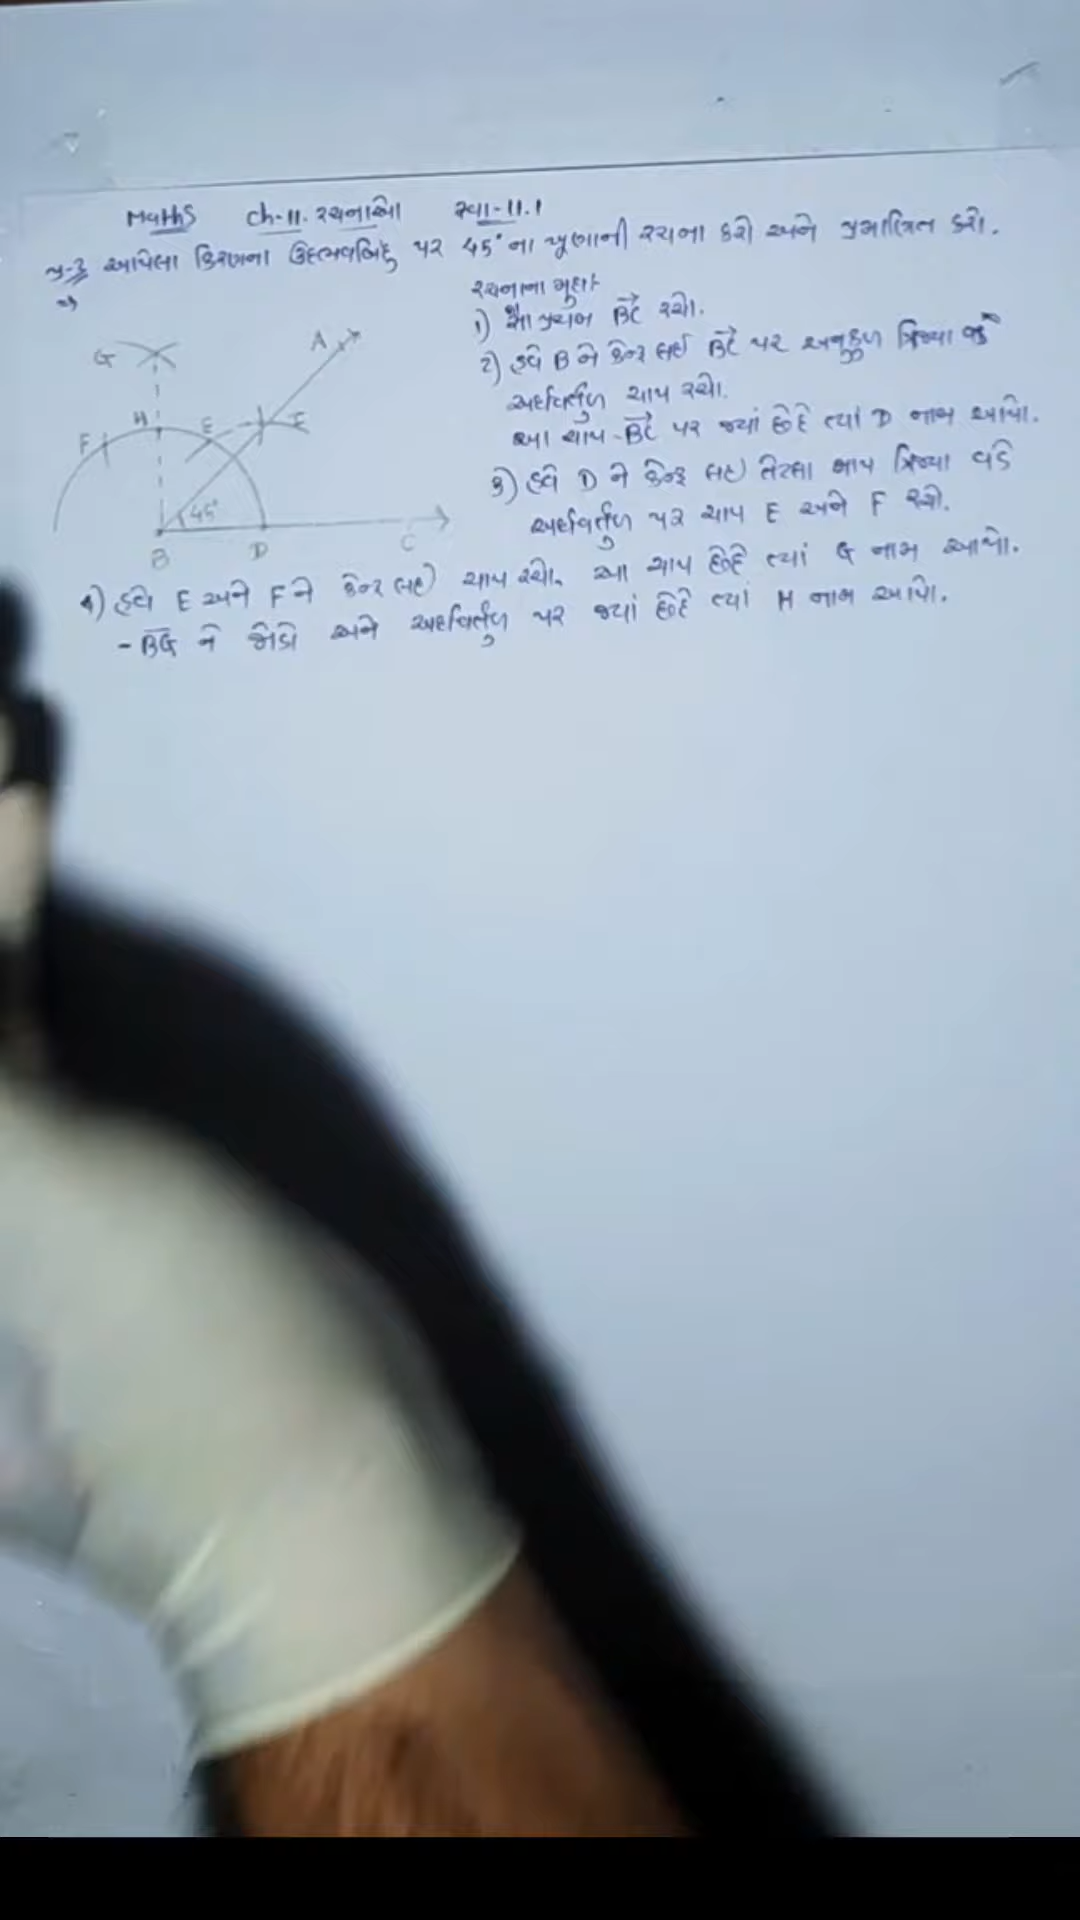 Maths ch-11. રચનાઓ સ્વા-11.1
પ્ર-2 આપેલા કિરણના ઉદ્ભવબિંદુ પર 45° ના ખૂણાની રચના કરો અને પ્રમાણિત કરો.
⇒
રચનાના મુદ્દા-
1) સૌ પ્રથમ BC રચો.
2) હવે B ને કેન્દ્ર લઈ BC પર અનુકૂળ ત્રિજ્યા
અર્ધવર્તુળ ચાપ રચો.
આ ચાપ BC પર જ્યાં છેદે ત્યાં D નામ આપો.
3) હવે D ને કેન્દ્ર લઈ તેટલા માપ ત્રિજ્યા વડે
અર્ધવર્તુળ પર ચાપ E અને F રચો.
4) હવે E અને F ને કેન્દ્ર લઈ ચાપ રચો. આ ચાપ છેદે ત્યાં G નામ આપો.
- BG ને જોડો અને અર્ધવર્તુળ પર જ્યાં છેદે ત્યાં H નામ આપો.
A
G
H
E
I
F
45°
B
D
C